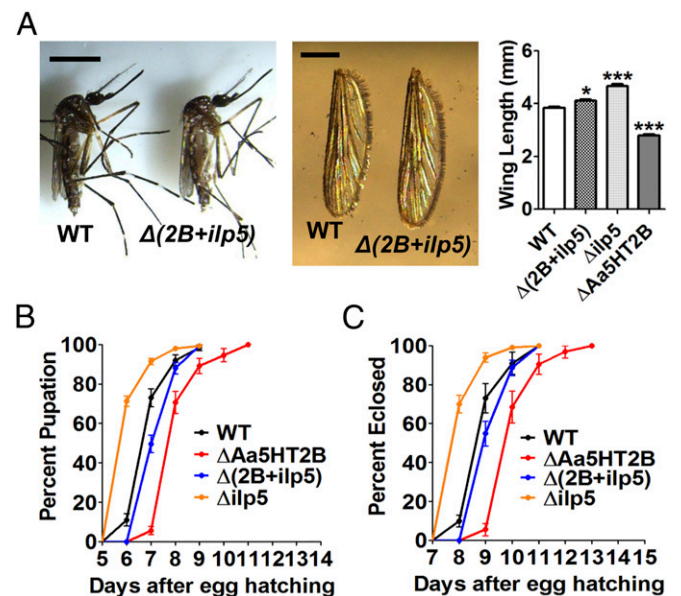 A
WT
Δ(2B+ilp5)
WT
Δ(2B+ilp5)
Wing Length (mm)
6
4
2
0
*
***
***
WT
Δ(2B+ilp5)
Δilp5
ΔAa5HT2B
B
Percent Pupation
100
80
60
40
20
0
WT
ΔAa5HT2B
Δ(2B+ilp5)
Δilp5
5 6 7 8 9 10 11 12 13 14
Days after egg hatching
C
Percent Eclosed
100
80
60
40
20
0
WT
ΔAa5HT2B
Δ(2B+ilp5)
Δilp5
7 8 9 10 11 12 13 14 15
Days after egg hatching